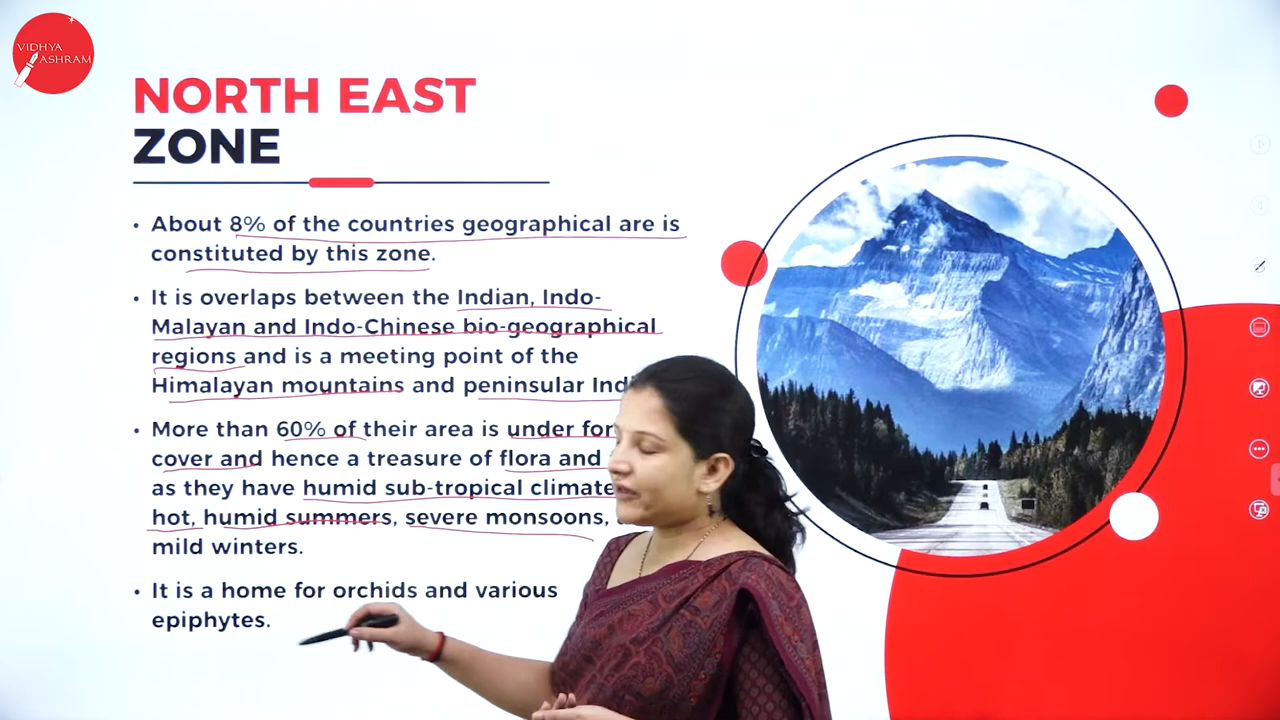 VIDHYA
ASHRAM
NORTH EAST
ZONE
• About 8% of the countries geographical are is
constituted by this zone.
• It is overlaps between the Indian, Indo-
Malayan and Indo-Chinese bio-geographical
regions and is a meeting point of the
Himalayan mountains and peninsular
• More than 60% of their area is under
cover and hence a treasure of flora and
as they have humid sub-tropical climate
hot, humid summers, severe monsoons,
mild winters.
• It is a home for orchids and various
epiphytes.